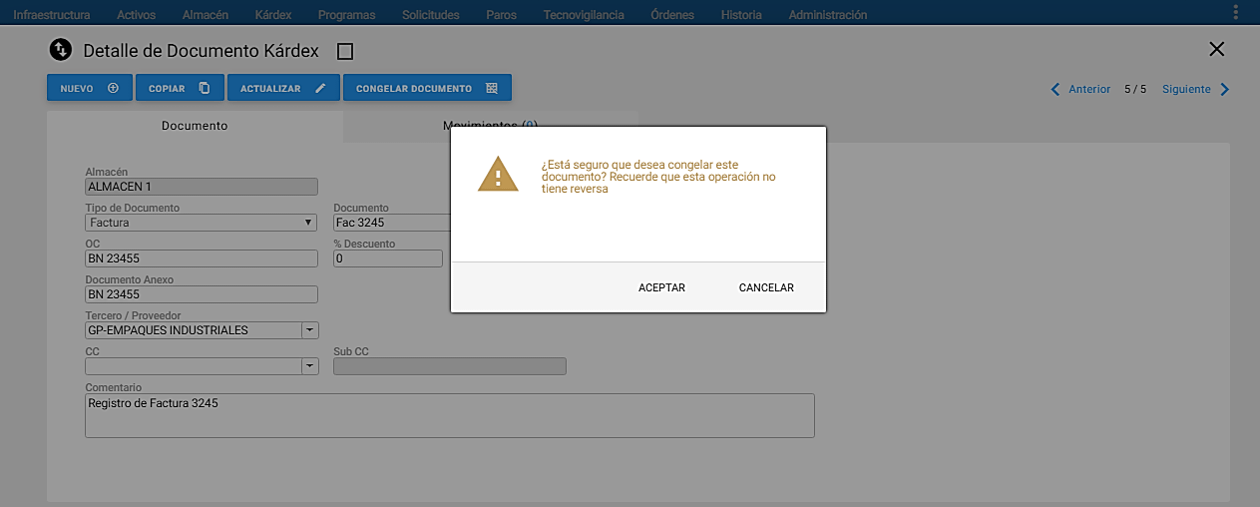 Infraestructura Activos Almacén Kárdex Programas Solicitudes Paros Tecnovigilancia Órdenes Historia Administración
Detalle de Documento Kárdex
NUEVO COPIAR ACTUALIZAR CONGELAR DOCUMENTO Anterior 5 / 5 Siguiente
Documento Movimientos (0)
¿Está seguro que desea congelar este
documento? Recuerde que esta operación no
tiene reversa
ACEPTAR CANCELAR
Almacén
ALMACEN 1
Tipo de Documento Documento
Factura Fac 3245
OC % Descuento
BN 23455 0
Documento Anexo
BN 23455
Tercero / Proveedor
GP-EMPAQUES INDUSTRIALES
CC Sub CC
Comentario
Registro de Factura 3245